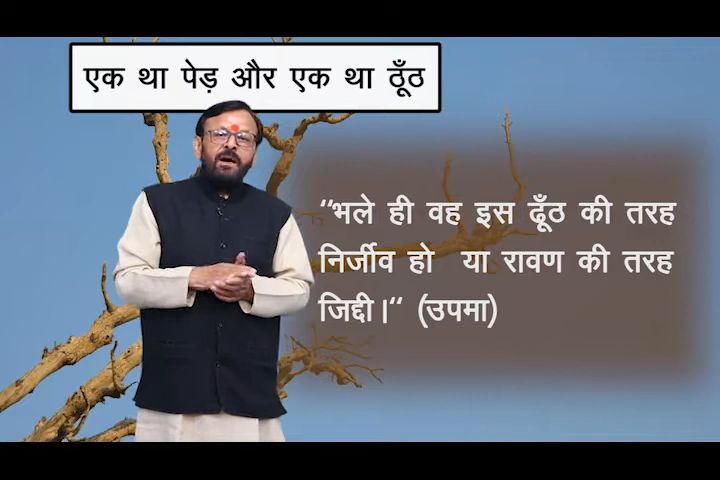 एक था पेड़ और एक था ठूँठ
“भले ही वह इस ढूँठ की तरह
निर्जीव हो या रावण की तरह
जिद्दी।“ (उपमा)